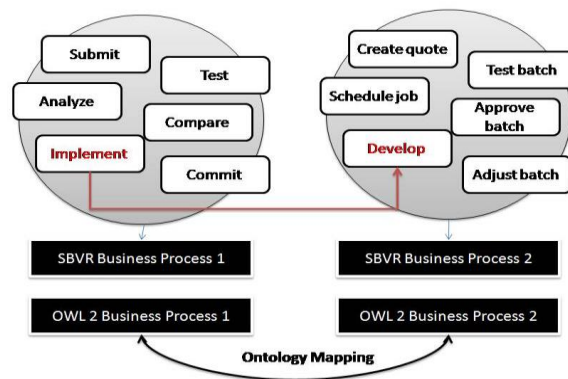 Submit
Test
Analyze
Compare
Implement
Commit
Create quote
Test batch
Schedule job
Approve
batch
Develop
Adjust batch
SBVR Business Process 1
SBVR Business Process 2
OWL 2 Business Process 1
OWL 2 Business Process 2
Ontology Mapping